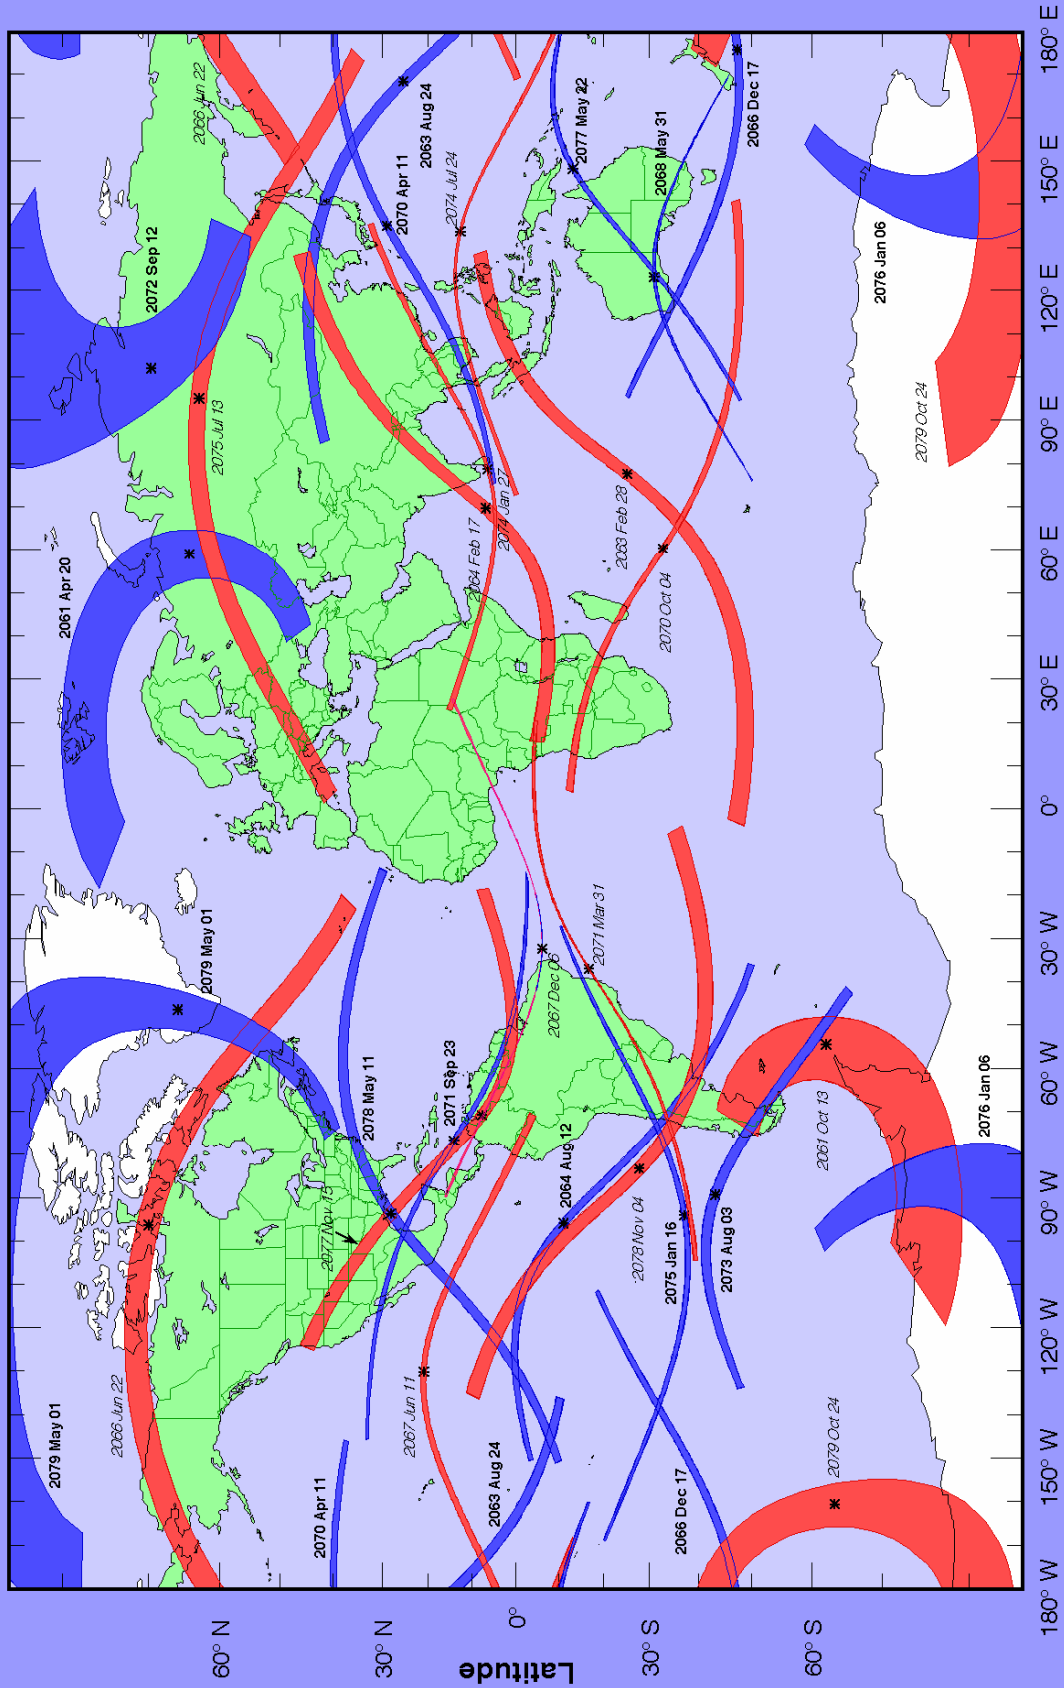 2072 Sep 12
2066 Jun 22
2061 Apr 20
2075 Jul 13
2063 Aug 24
2070 Apr 11
2074 Jul 24
2077 May 22
2068 May 31
2066 Dec 17
2076 Jan 06
2079 Oct 24
2064 Feb 17
2074 Jan 27
2063 Feb 28
2070 Oct 04
2079 May 01
2079 May 01
2066 Jun 22
2078 May 11
2071 Sep 23
2077 Nov 15
2067 Dec 06
2071 Mar 31
2064 Aug 12
2078 Nov 04
2075 Jan 16
2073 Aug 03
2061 Oct 13
2076 Jan 06
2070 Apr 11
2067 Jun 11
2063 Aug 24
2066 Dec 17
2079 Oct 24
Latitude
60° N
30° N
0°
30° S
60° S
180° W
150° W
120° W
90° W
60° W
30° W
0°
30° E
60° E
90° E
120° E
150° E
180° E